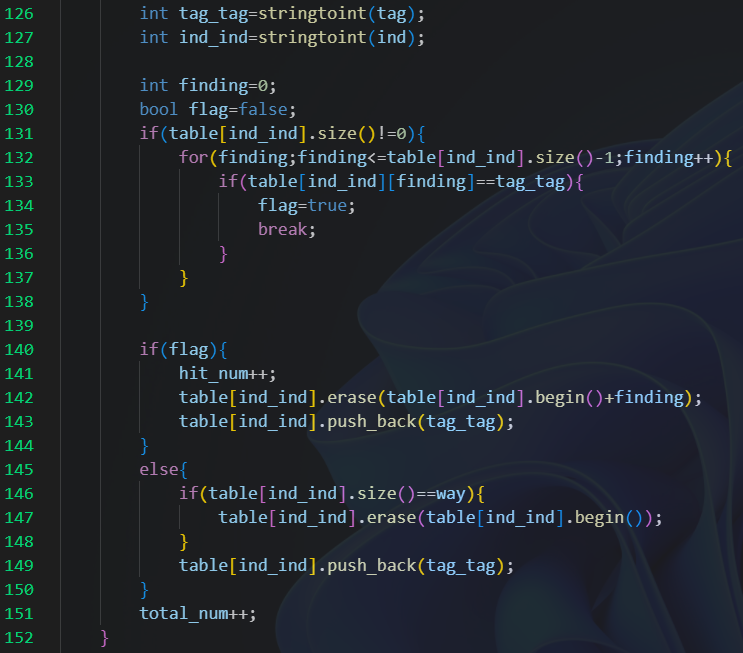 126 int tag_tag=stringtoint(tag);
127 int ind_ind=stringtoint(ind);
128
129 int finding=0;
130 bool flag=false;
131 if(table[ind_ind].size()!=0){
132 for(finding;finding<=table[ind_ind].size()-1;finding++){
133 if(table[ind_ind][finding]==tag_tag){
134 flag=true;
135 break;
136 }
137 }
138 }
139
140 if(flag){
141 hit_num++;
142 table[ind_ind].erase(table[ind_ind].begin()+finding);
143 table[ind_ind].push_back(tag_tag);
144 }
145 else{
146 if(table[ind_ind].size()==way){
147 table[ind_ind].erase(table[ind_ind].begin());
148 }
149 table[ind_ind].push_back(tag_tag);
150 }
151 total_num++;
152 }